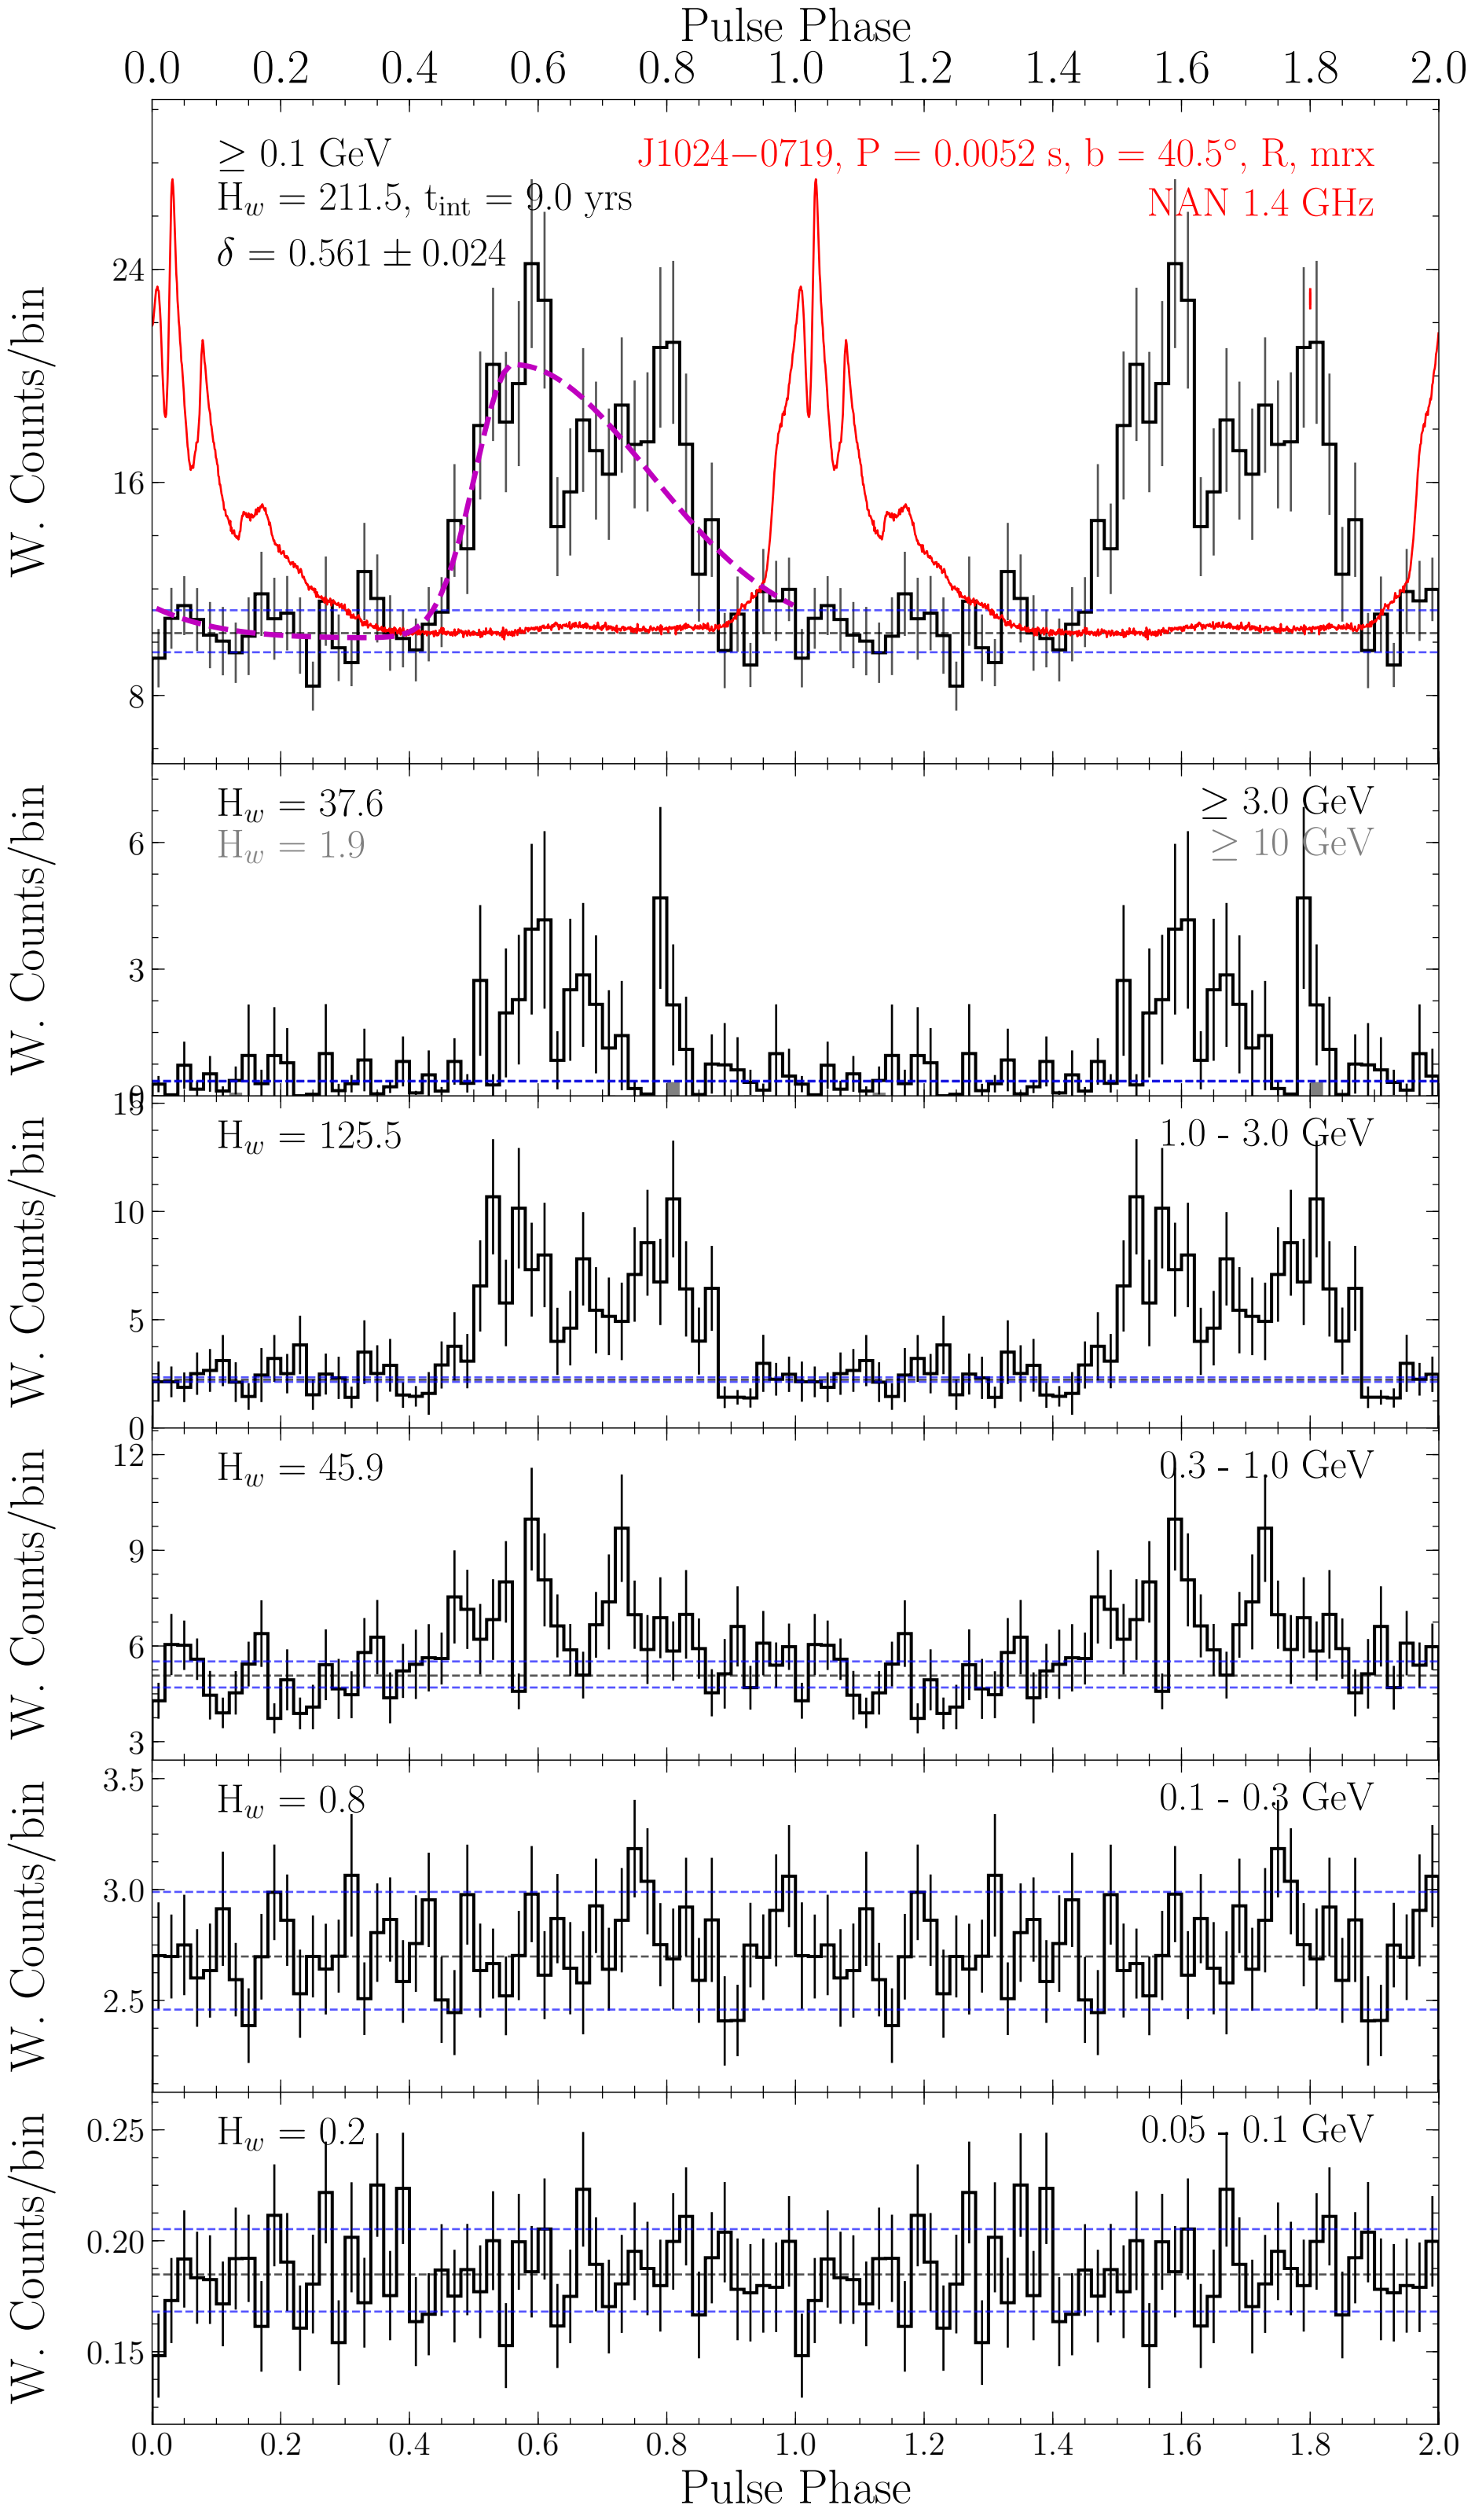 Pulse Phase
0.0 0.2 0.4 0.6 0.8 1.0 1.2 1.4 1.6 1.8 2.0
≥ 0.1 GeV
J1024−0719, P = 0.0052 s, b = 40.5°, R, mrx
H_w = 211.5, t_int = 9.0 yrs
NAN 1.4 GHz
δ = 0.561 ± 0.024
W. Counts/bin
24
16
8
H_w = 37.6
≥ 3.0 GeV
H_w = 1.9
≥ 10 GeV
W. Counts/bin
6
3
0
H_w = 125.5
1.0 - 3.0 GeV
W. Counts/bin
15
10
5
0
H_w = 45.9
0.3 - 1.0 GeV
W. Counts/bin
12
9
6
3
H_w = 0.8
0.1 - 0.3 GeV
W. Counts/bin
3.5
3.0
2.5
H_w = 0.2
0.05 - 0.1 GeV
W. Counts/bin
0.25
0.20
0.15
0.0 0.2 0.4 0.6 0.8 1.0 1.2 1.4 1.6 1.8 2.0
Pulse Phase